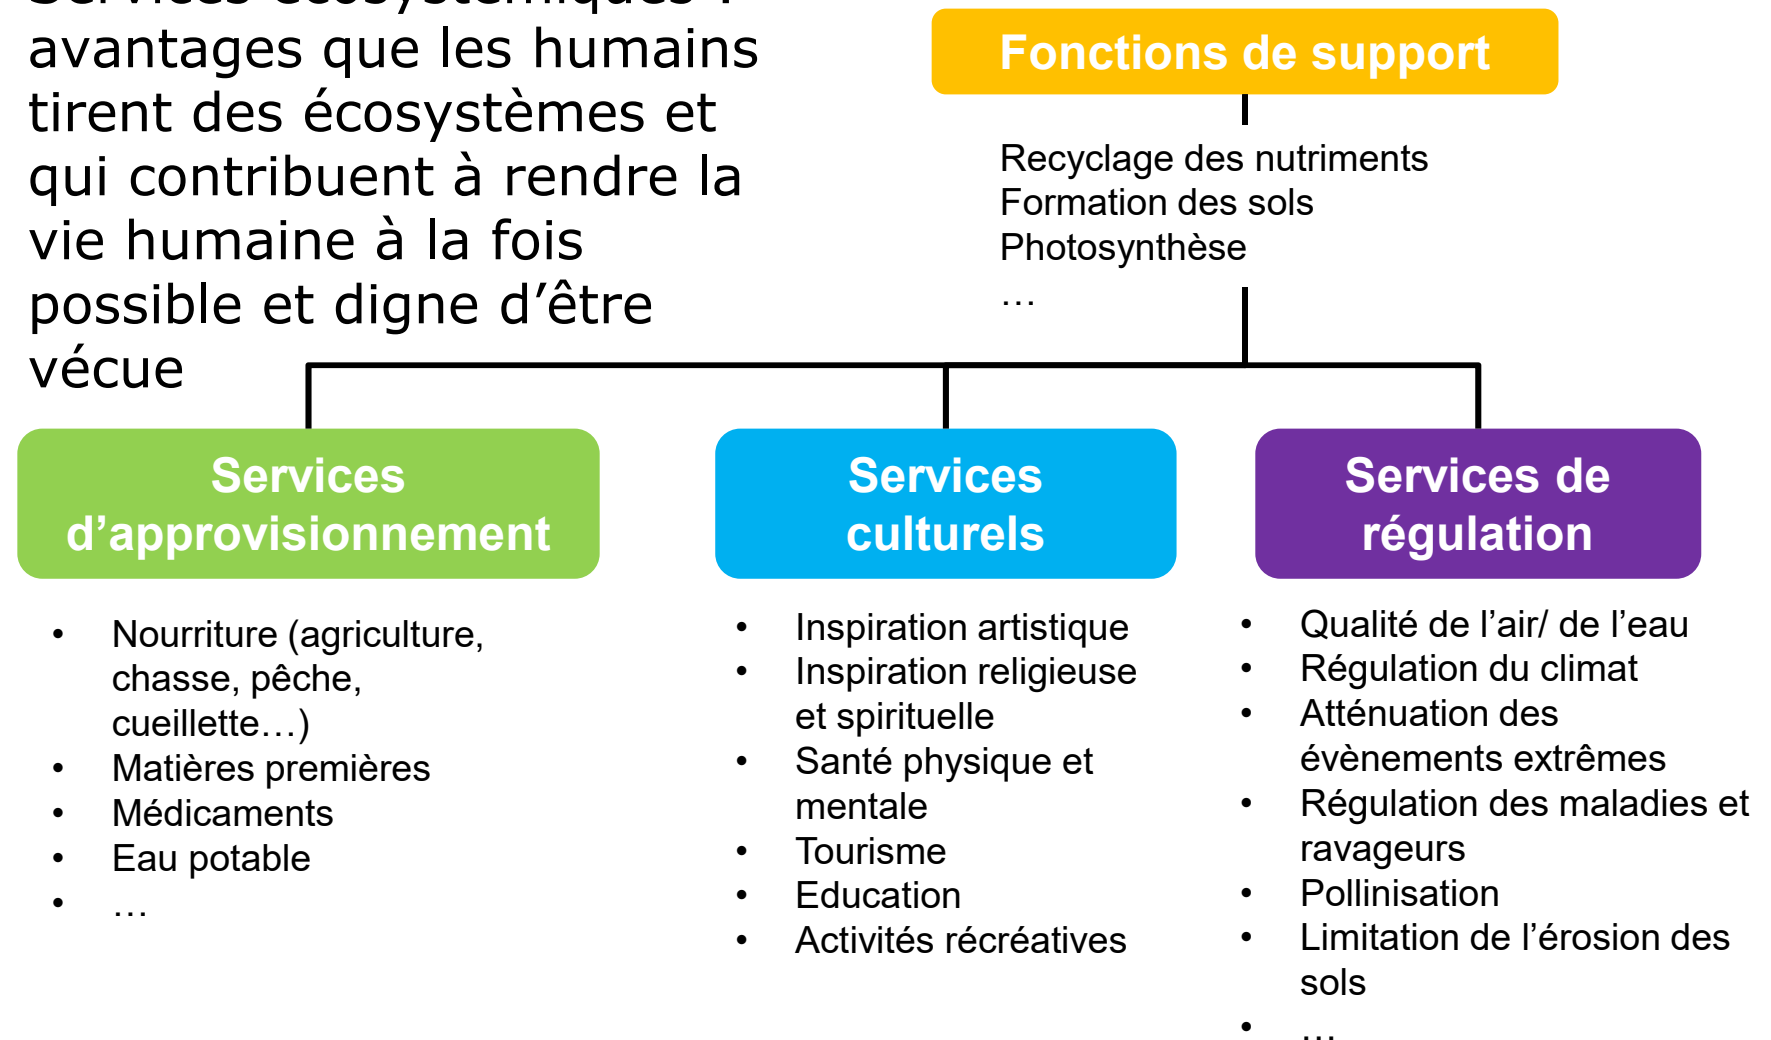 Services écosystémiques :
avantages que les humains
tirent des écosystèmes et
qui contribuent à rendre la
vie humaine à la fois
possible et digne d’être
vécue
Fonctions de support
Recyclage des nutriments
Formation des sols
Photosynthèse
…
Services
d’approvisionnement
• Nourriture (agriculture,
chasse, pêche,
cueillette…)
• Matières premières
• Médicaments
• Eau potable
• …
Services
culturels
• Inspiration artistique
• Inspiration religieuse
et spirituelle
• Santé physique et
mentale
• Tourisme
• Education
• Activités récréatives
Services de
régulation
• Qualité de l’air/ de l’eau
• Régulation du climat
• Atténuation des
évènements extrêmes
• Régulation des maladies et
ravageurs
• Pollinisation
• Limitation de l’érosion des
sols
• …